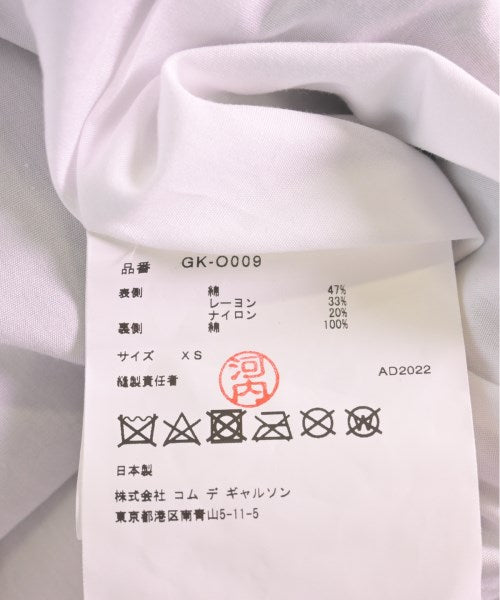 品番 GK-O009
表側 綿 47%
レーヨン 33%
ナイロン 20%
裏側 綿 100%
サイズ XS
縫製責任者 河内
AD2022
日本製
株式会社 コム デ ギャルソン
東京都港区南青山5-11-5